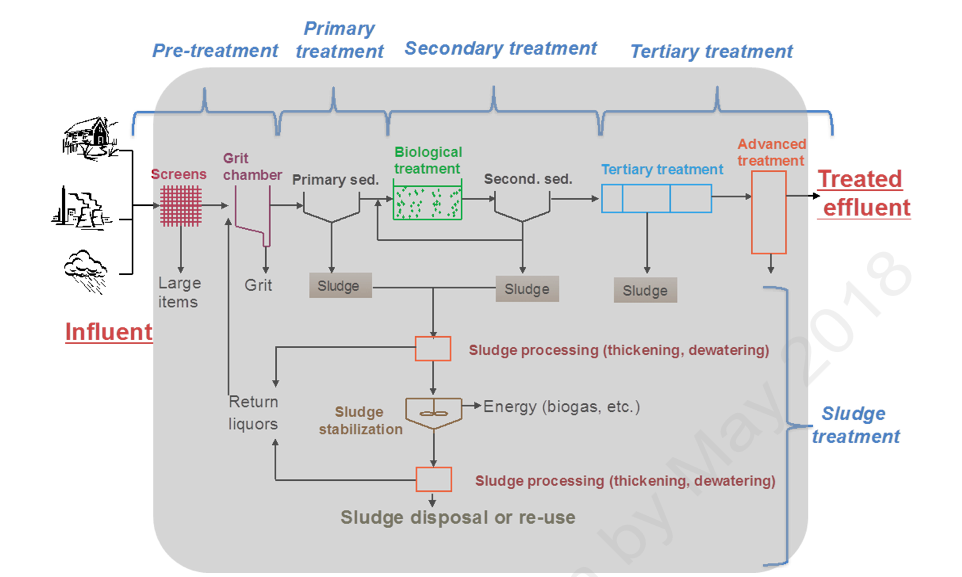 Primary
treatment
Pre-treatment
Secondary treatment
Tertiary treatment
Screens
Grit
chamber
Primary sed.
Biological
treatment
Second. sed.
Tertiary treatment
Advanced
treatment
Treated
effluent
Large
items
Grit
Sludge
Sludge
Sludge
Influent
Sludge processing (thickening, dewatering)
Return
liquors
Sludge
stabilization
Energy (biogas, etc.)
Sludge
treatment
Sludge processing (thickening, dewatering)
Sludge disposal or re-use
by May 2018